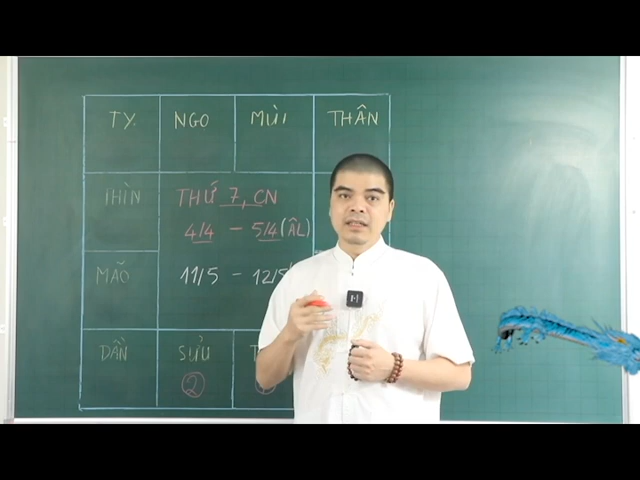 TY. NGỌ MÙI THÂN
THÌN THỨ 7, CN
4/4 - 5/4 (ÂL)
MÃO 11/5 - 12/5
DẦN SỬU
2